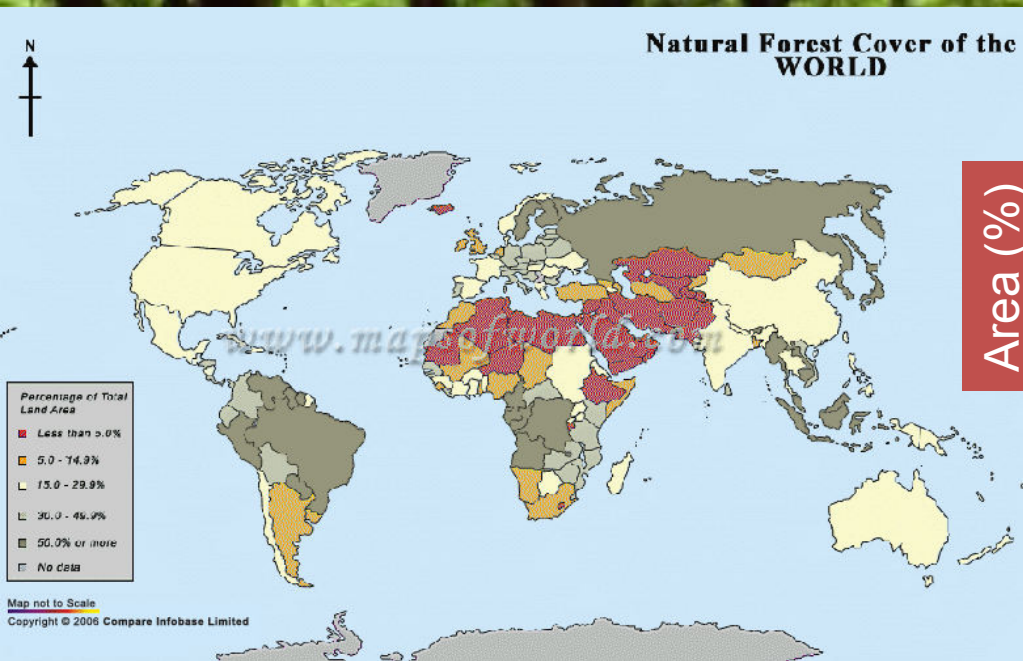 Natural Forest Cover of the
WORLD
N
Area (%)
www.mapsofworld.com
Percentage of Total
Land Area
Less than 5.0%
5.0 - 14.9%
15.0 - 29.9%
30.0 - 49.9%
50.0% or more
No data
Map not to Scale
Copyright © 2006 Compare Infobase Limited